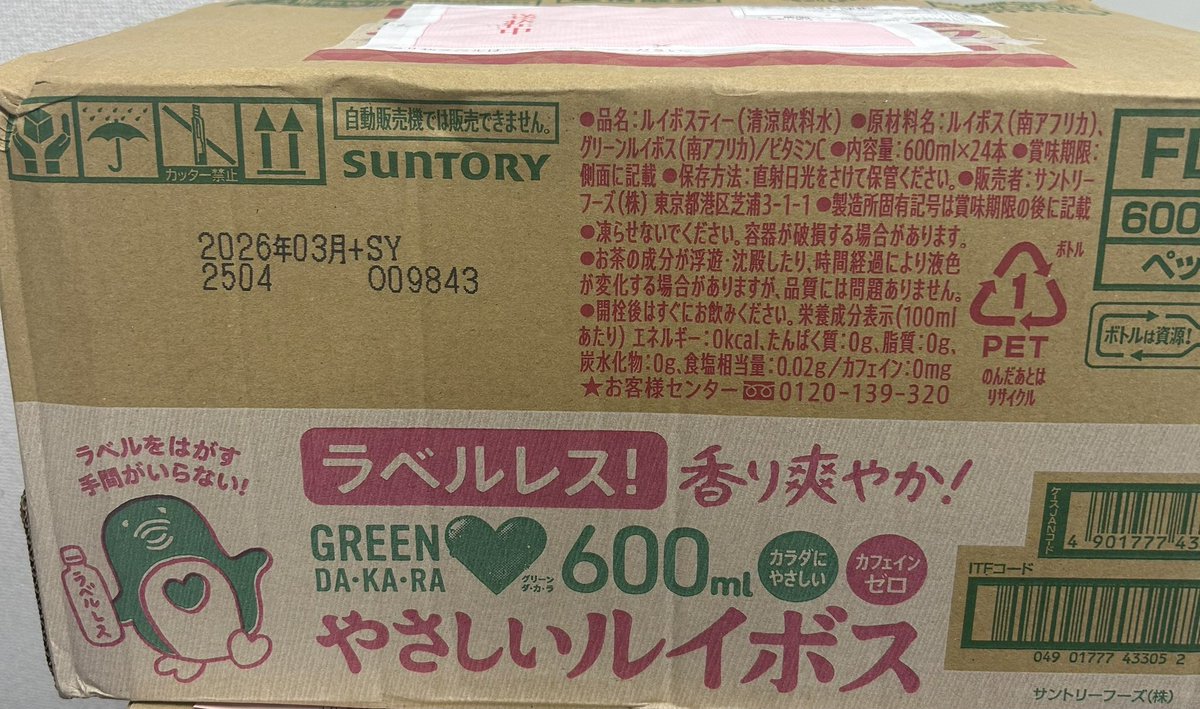 カッター禁止
自動販売機では販売できません。
SUNTORY
2026年03月+SY
2504 009843
●品名:ルイボスティー(清涼飲料水) ●原材料名:ルイボス(南アフリカ)、
グリーンルイボス(南アフリカ)/ビタミンC ●内容量:600ml×24本 ●賞味期限:
側面に記載 ●保存方法:直射日光をさけて保管ください。●販売者:サントリー
フーズ(株) 東京都港区芝浦3-1-1 ●製造所固有記号は賞味期限の後に記載
●凍らせないでください。容器が破損する場合があります。
●お茶の成分が浮遊・沈殿したり、時間経過により液色
が変化する場合がありますが、品質には問題ありません。
●開栓後はすぐにお飲みください。栄養成分表示(100ml
あたり) エネルギー:0kcal、たんぱく質:0g、脂質:0g、
炭水化物:0g、食塩相当量:0.02g/カフェイン:0mg
★お客様センター 0120-139-320
ボトル
1
PET
のんだあとは
リサイクル
FL
600
ペッ
ボトルは資源!
ラベルをはがす
手間がいらない!
ラベルレス
ラベルレス!
香り爽やか!
GREEN
DA・KA・RA
グリーン
ダ・カ・ラ
600ml
カラダに
やさしい
カフェイン
ゼロ
やさしいルイボス
ケースJANコード
4 901777 43
ITFコード
049 01777 43305 2
サントリーフーズ(株)